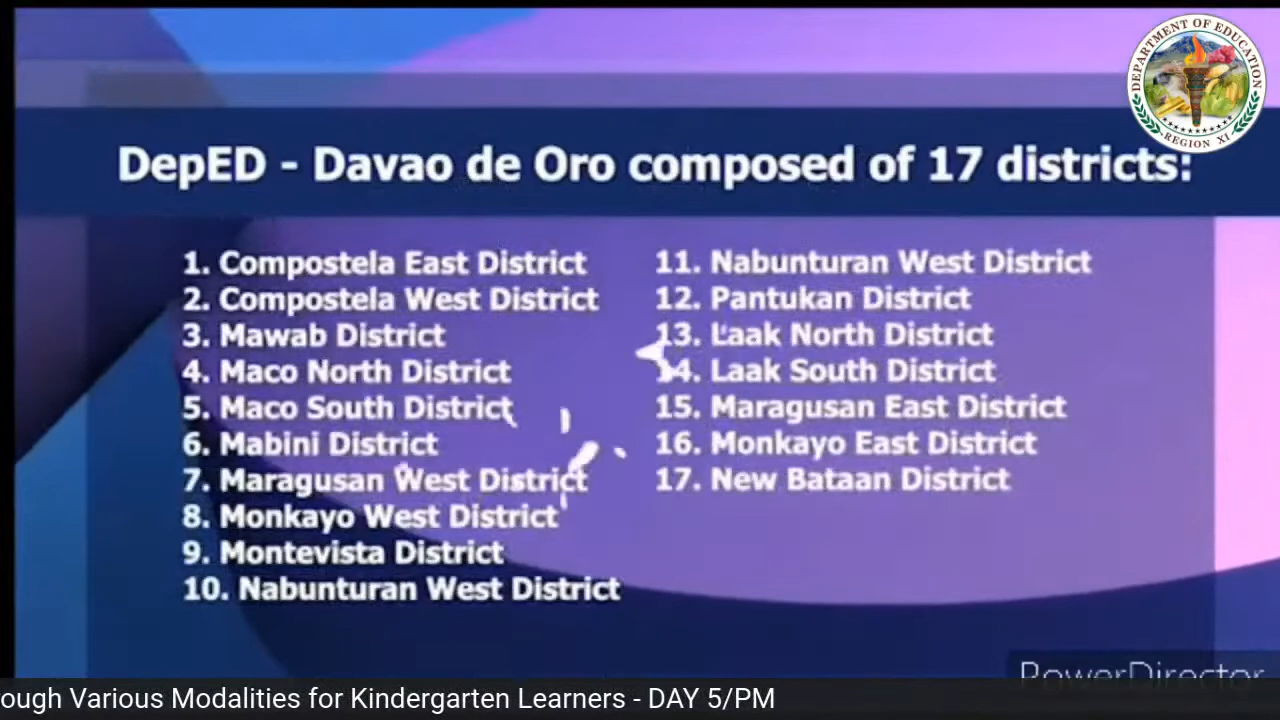 DEPARTMENT OF EDUCATION
REGION XI
DepED - Davao de Oro composed of 17 districts:
1. Compostela East District
2. Compostela West District
3. Mawab District
4. Maco North District
5. Maco South District
6. Mabini District
7. Maragusan West District
8. Monkayo West District
9. Montevista District
10. Nabunturan West District
11. Nabunturan West District
12. Pantukan District
13. Laak North District
14. Laak South District
15. Maragusan East District
16. Monkayo East District
17. New Bataan District
PowerDirector
rough Various Modalities for Kindergarten Learners - DAY 5/PM